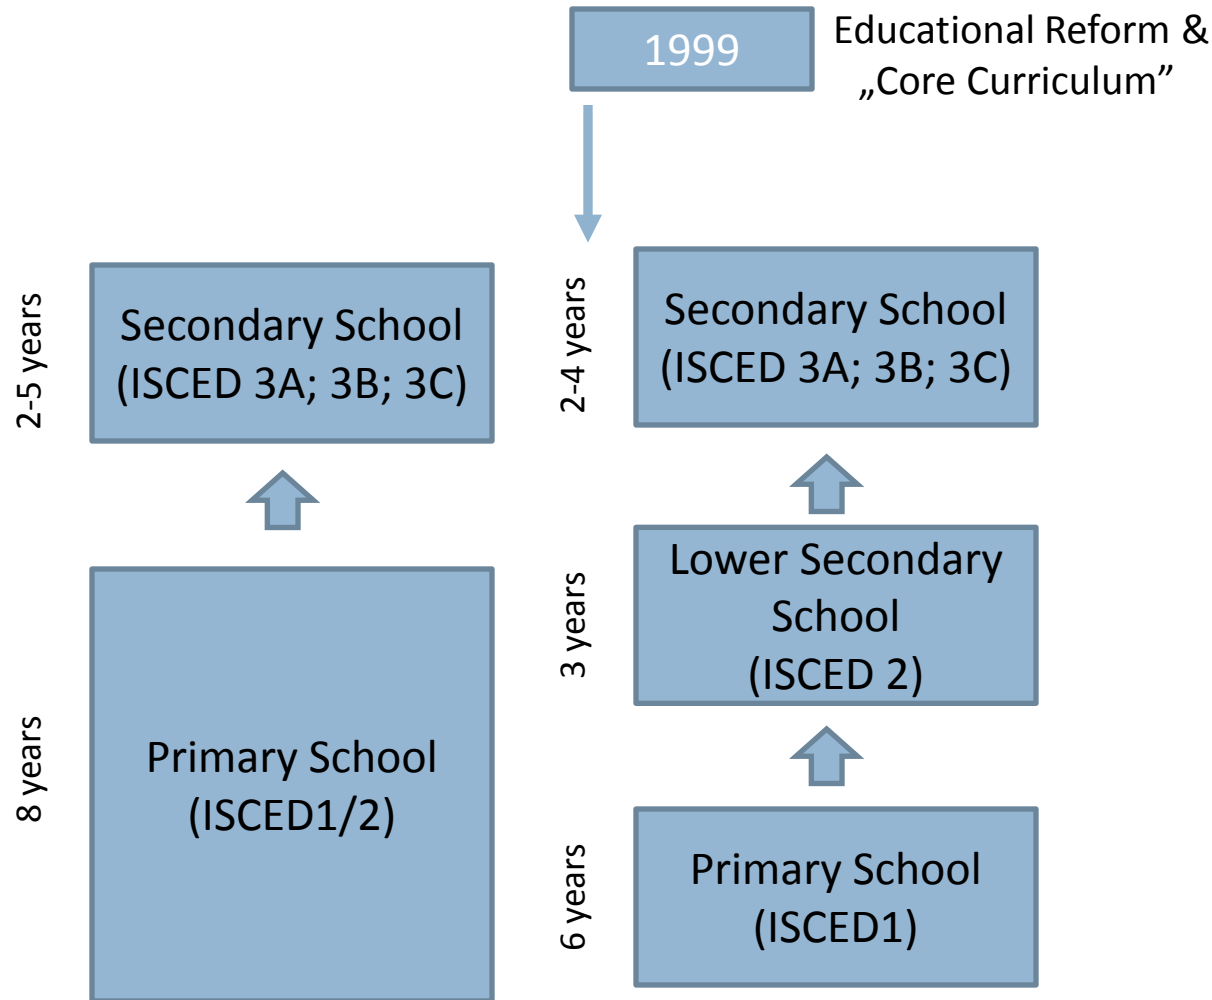 1999
Educational Reform &
„Core Curriculum”
2-5 years
Secondary School
(ISCED 3A; 3B; 3C)
8 years
Primary School
(ISCED1/2)
2-4 years
Secondary School
(ISCED 3A; 3B; 3C)
3 years
Lower Secondary
School
(ISCED 2)
6 years
Primary School
(ISCED1)